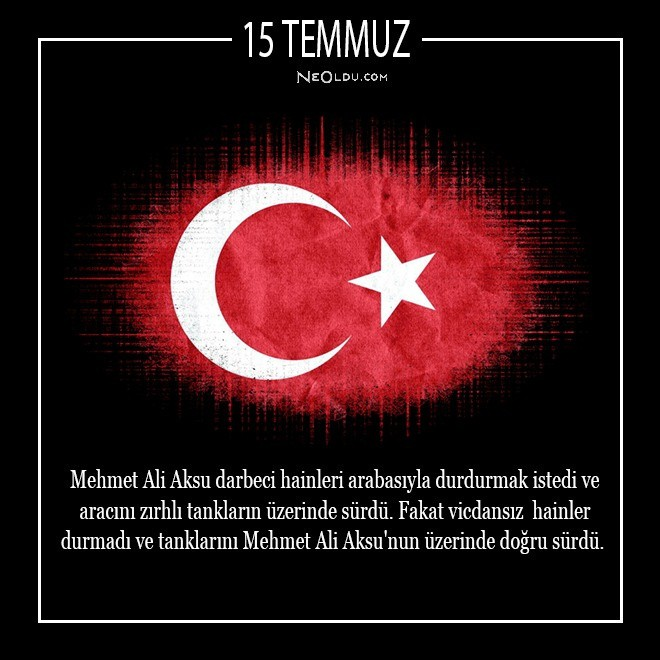 15 TEMMUZ
NEOLDU.COM
Mehmet Ali Aksu darbeci hainleri arabasıyla durdurmak istedi ve
aracını zırhlı tankların üzerinde sürdü. Fakat vicdansız hainler
durmadı ve tanklarını Mehmet Ali Aksu'nun üzerinde doğru sürdü.